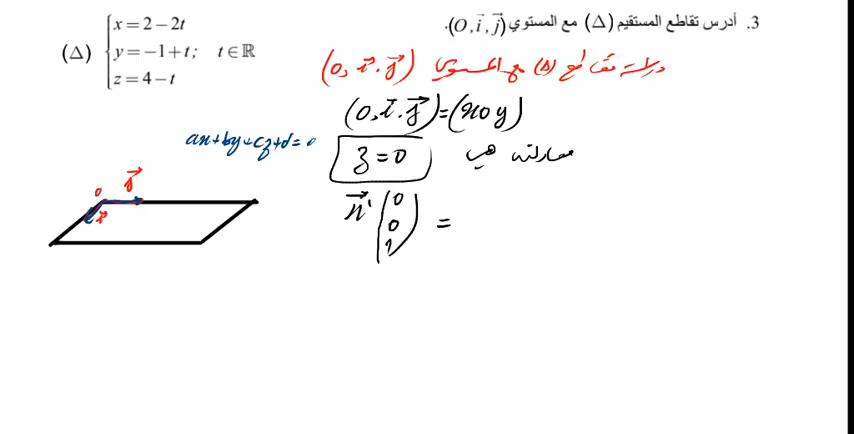 3. أدرس تقاطع المستقيم (Δ) مع المستوي (O, i⃗, j⃗).
(Δ) { x = 2 − 2t
y = −1 + t; t ∈ ℝ
z = 4 − t
دراسة تقاطع (Δ) مع المستوي (O, i⃗, j⃗)
(O, i⃗, j⃗) = (xoy)
ax + by + cz + d = 0
معادلته هي z = 0
j⃗
o
i⃗
n⃗' (0
0
1) =